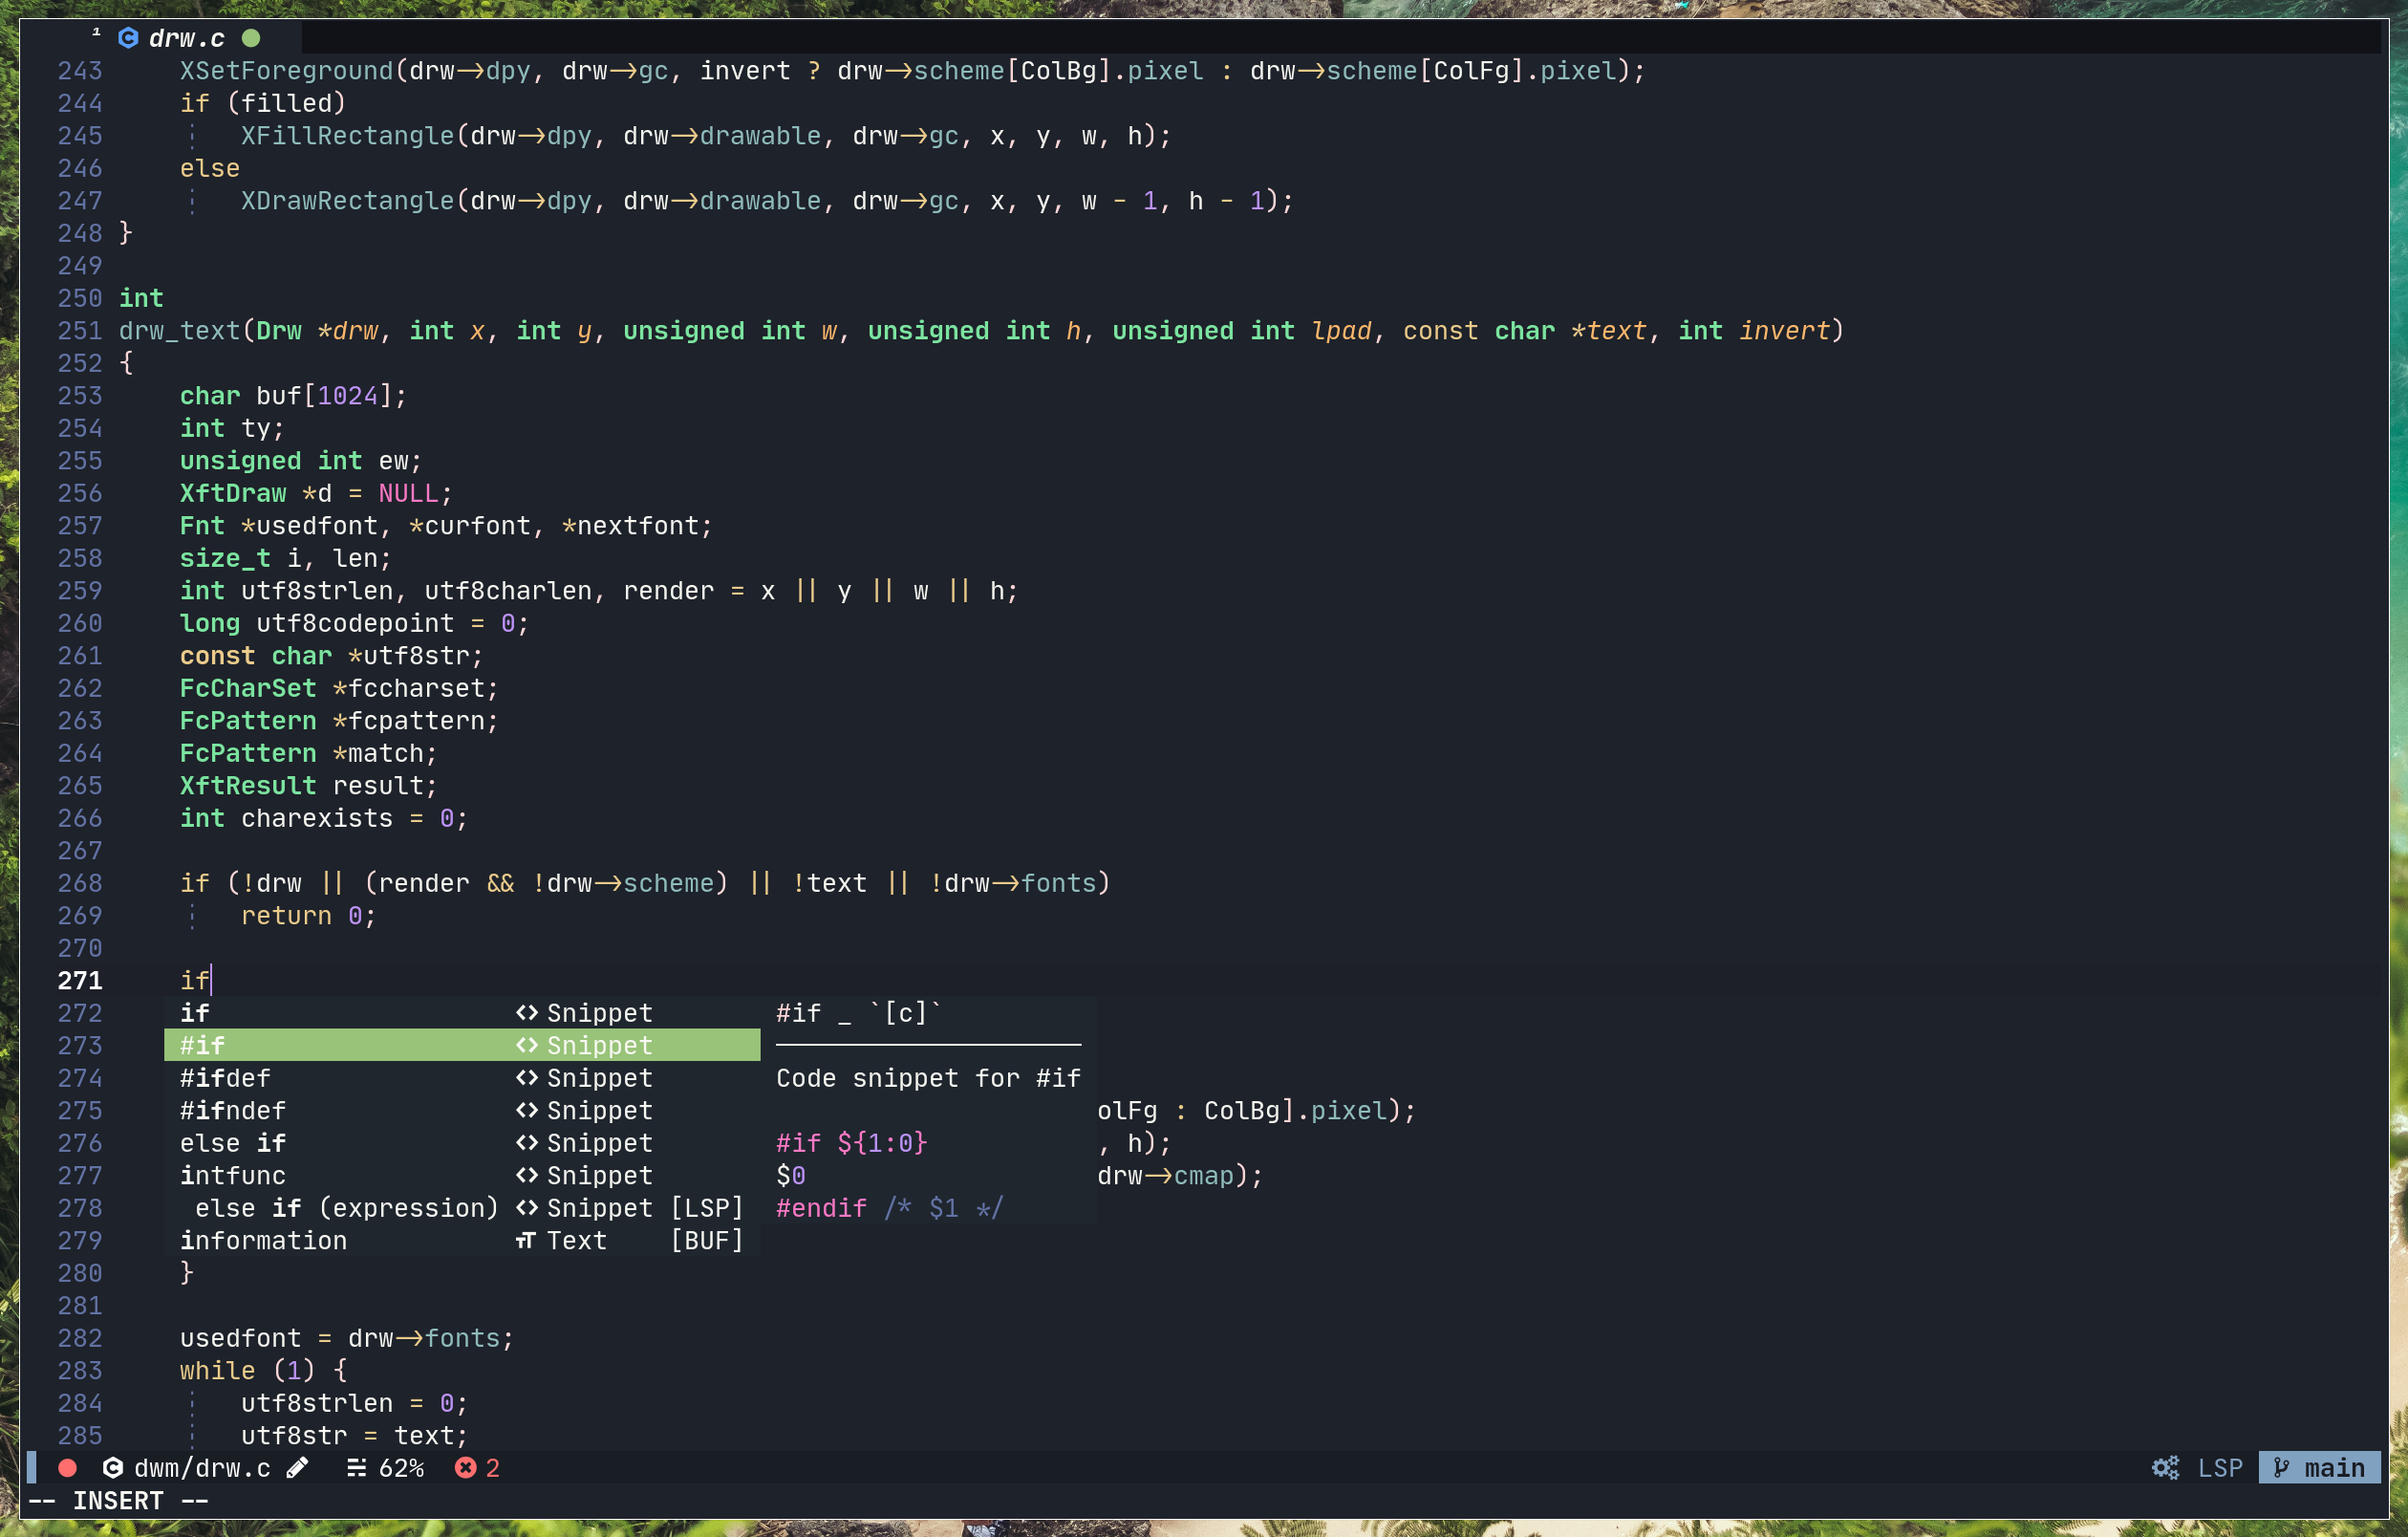 1 drw.c
243 XSetForeground(drw->dpy, drw->gc, invert ? drw->scheme[ColBg].pixel : drw->scheme[ColFg].pixel);
244 if (filled)
245 XFillRectangle(drw->dpy, drw->drawable, drw->gc, x, y, w, h);
246 else
247 XDrawRectangle(drw->dpy, drw->drawable, drw->gc, x, y, w - 1, h - 1);
248 }
249
250 int
251 drw_text(Drw *drw, int x, int y, unsigned int w, unsigned int h, unsigned int lpad, const char *text, int invert)
252 {
253 char buf[1024];
254 int ty;
255 unsigned int ew;
256 XftDraw *d = NULL;
257 Fnt *usedfont, *curfont, *nextfont;
258 size_t i, len;
259 int utf8strlen, utf8charlen, render = x || y || w || h;
260 long utf8codepoint = 0;
261 const char *utf8str;
262 FcCharSet *fccharset;
263 FcPattern *fcpattern;
264 FcPattern *match;
265 XftResult result;
266 int charexists = 0;
267
268 if (!drw || (render && !drw->scheme) || !text || !drw->fonts)
269 return 0;
270
271 if
272 if <> Snippet #if _ `[c]`
273 #if <> Snippet
274 #ifdef <> Snippet Code snippet for #if
275 #ifndef <> Snippet olFg : ColBg].pixel);
276 else if <> Snippet #if ${1:0} , h);
277 intfunc <> Snippet $0 drw->cmap);
278 else if (expression) <> Snippet [LSP] #endif /* $1 */
279 information TT Text [BUF]
280 }
281
282 usedfont = drw->fonts;
283 while (1) {
284 utf8strlen = 0;
285 utf8str = text;
dwm/drw.c 62% 2 LSP main
-- INSERT --